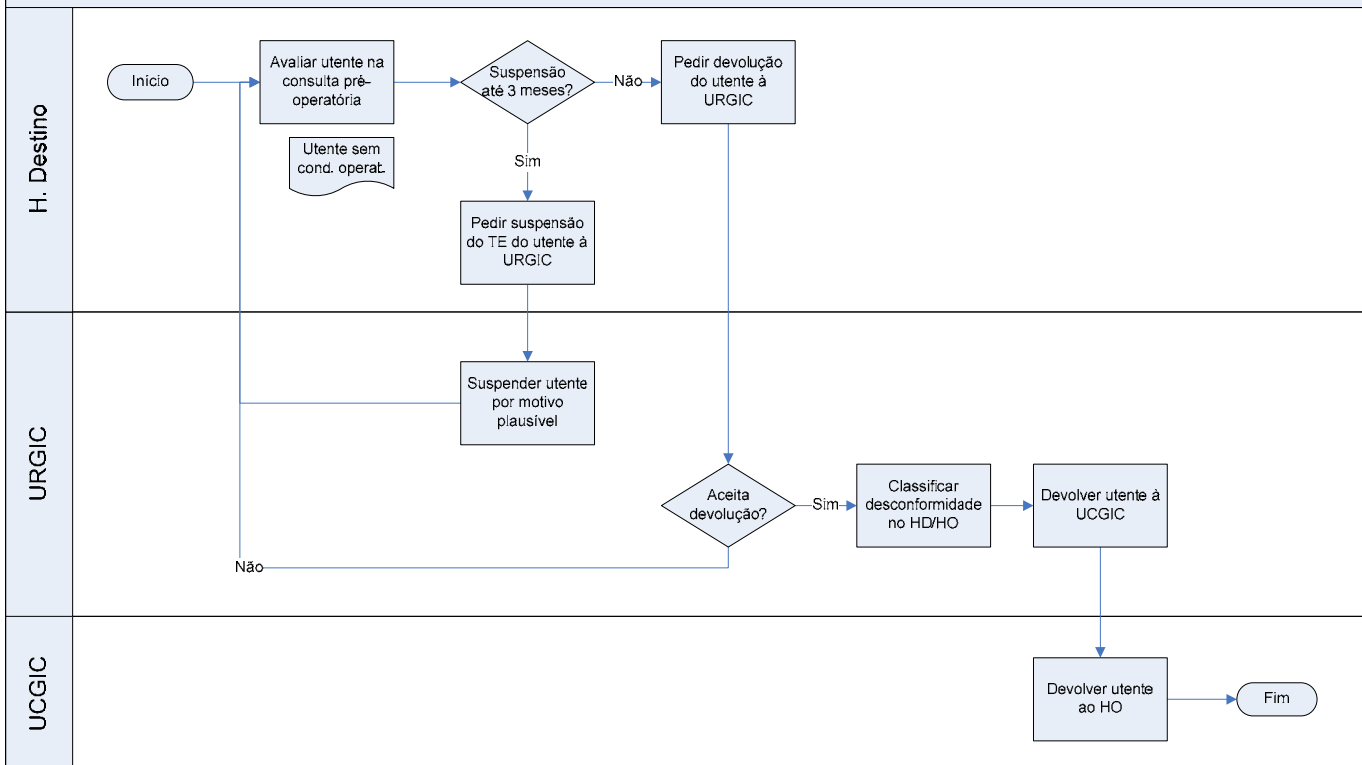 H. Destino
Início
Avaliar utente na
consulta pré-
operatória
Suspensão
até 3 meses?
Não
Pedir devolução
do utente à
URGIC
Utente sem
cond. operat.
Sim
Pedir suspensão
do TE do utente à
URGIC
URGIC
Suspender utente
por motivo
plausível
Aceita
devolução?
Sim
Classificar
desconformidade
no HD/HO
Devolver utente à
UCGIC
Não
UCGIC
Devolver utente
ao HO
Fim